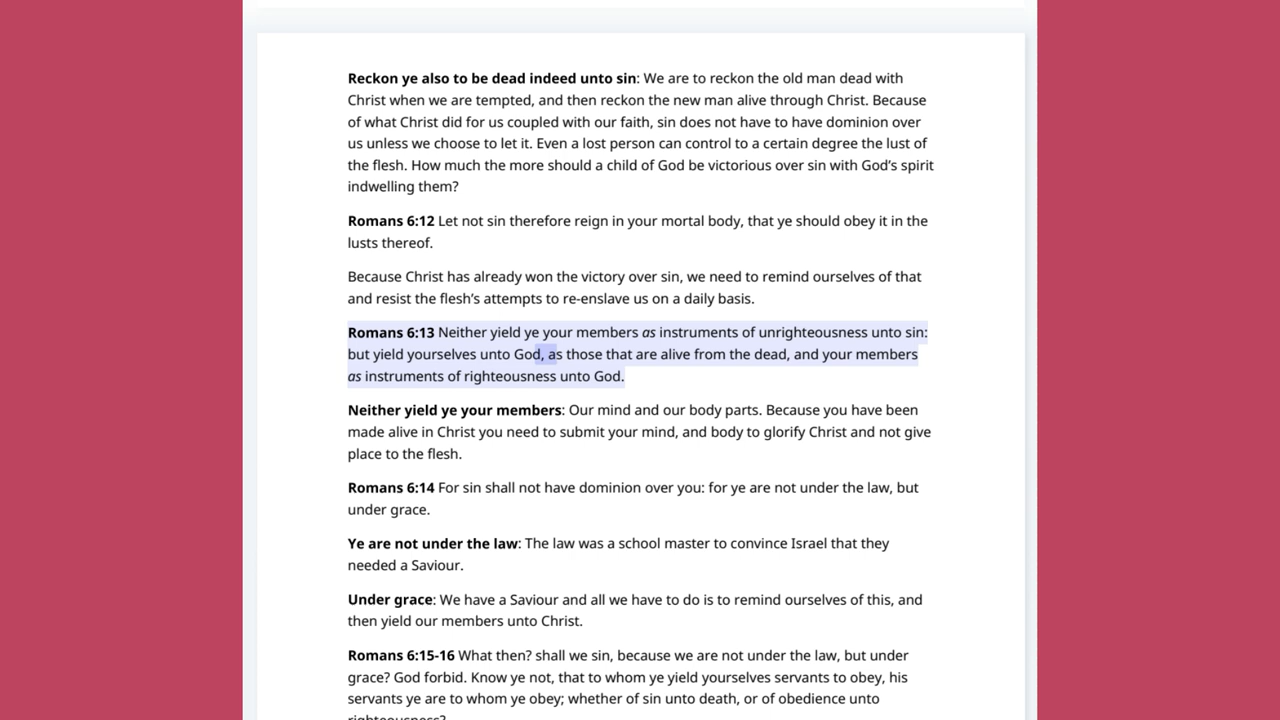 Reckon ye also to be dead indeed unto sin: We are to reckon the old man dead with
Christ when we are tempted, and then reckon the new man alive through Christ. Because
of what Christ did for us coupled with our faith, sin does not have to have dominion over
us unless we choose to let it. Even a lost person can control to a certain degree the lust of
the flesh. How much the more should a child of God be victorious over sin with God’s spirit
indwelling them?
Romans 6:12 Let not sin therefore reign in your mortal body, that ye should obey it in the
lusts thereof.
Because Christ has already won the victory over sin, we need to remind ourselves of that
and resist the flesh’s attempts to re-enslave us on a daily basis.
Romans 6:13 Neither yield ye your members as instruments of unrighteousness unto sin:
but yield yourselves unto God, as those that are alive from the dead, and your members
as instruments of righteousness unto God.
Neither yield ye your members: Our mind and our body parts. Because you have been
made alive in Christ you need to submit your mind, and body to glorify Christ and not give
place to the flesh.
Romans 6:14 For sin shall not have dominion over you: for ye are not under the law, but
under grace.
Ye are not under the law: The law was a school master to convince Israel that they
needed a Saviour.
Under grace: We have a Saviour and all we have to do is to remind ourselves of this, and
then yield our members unto Christ.
Romans 6:15-16 What then? shall we sin, because we are not under the law, but under
grace? God forbid. Know ye not, that to whom ye yield yourselves servants to obey, his
servants ye are to whom ye obey; whether of sin unto death, or of obedience unto
righteousness?